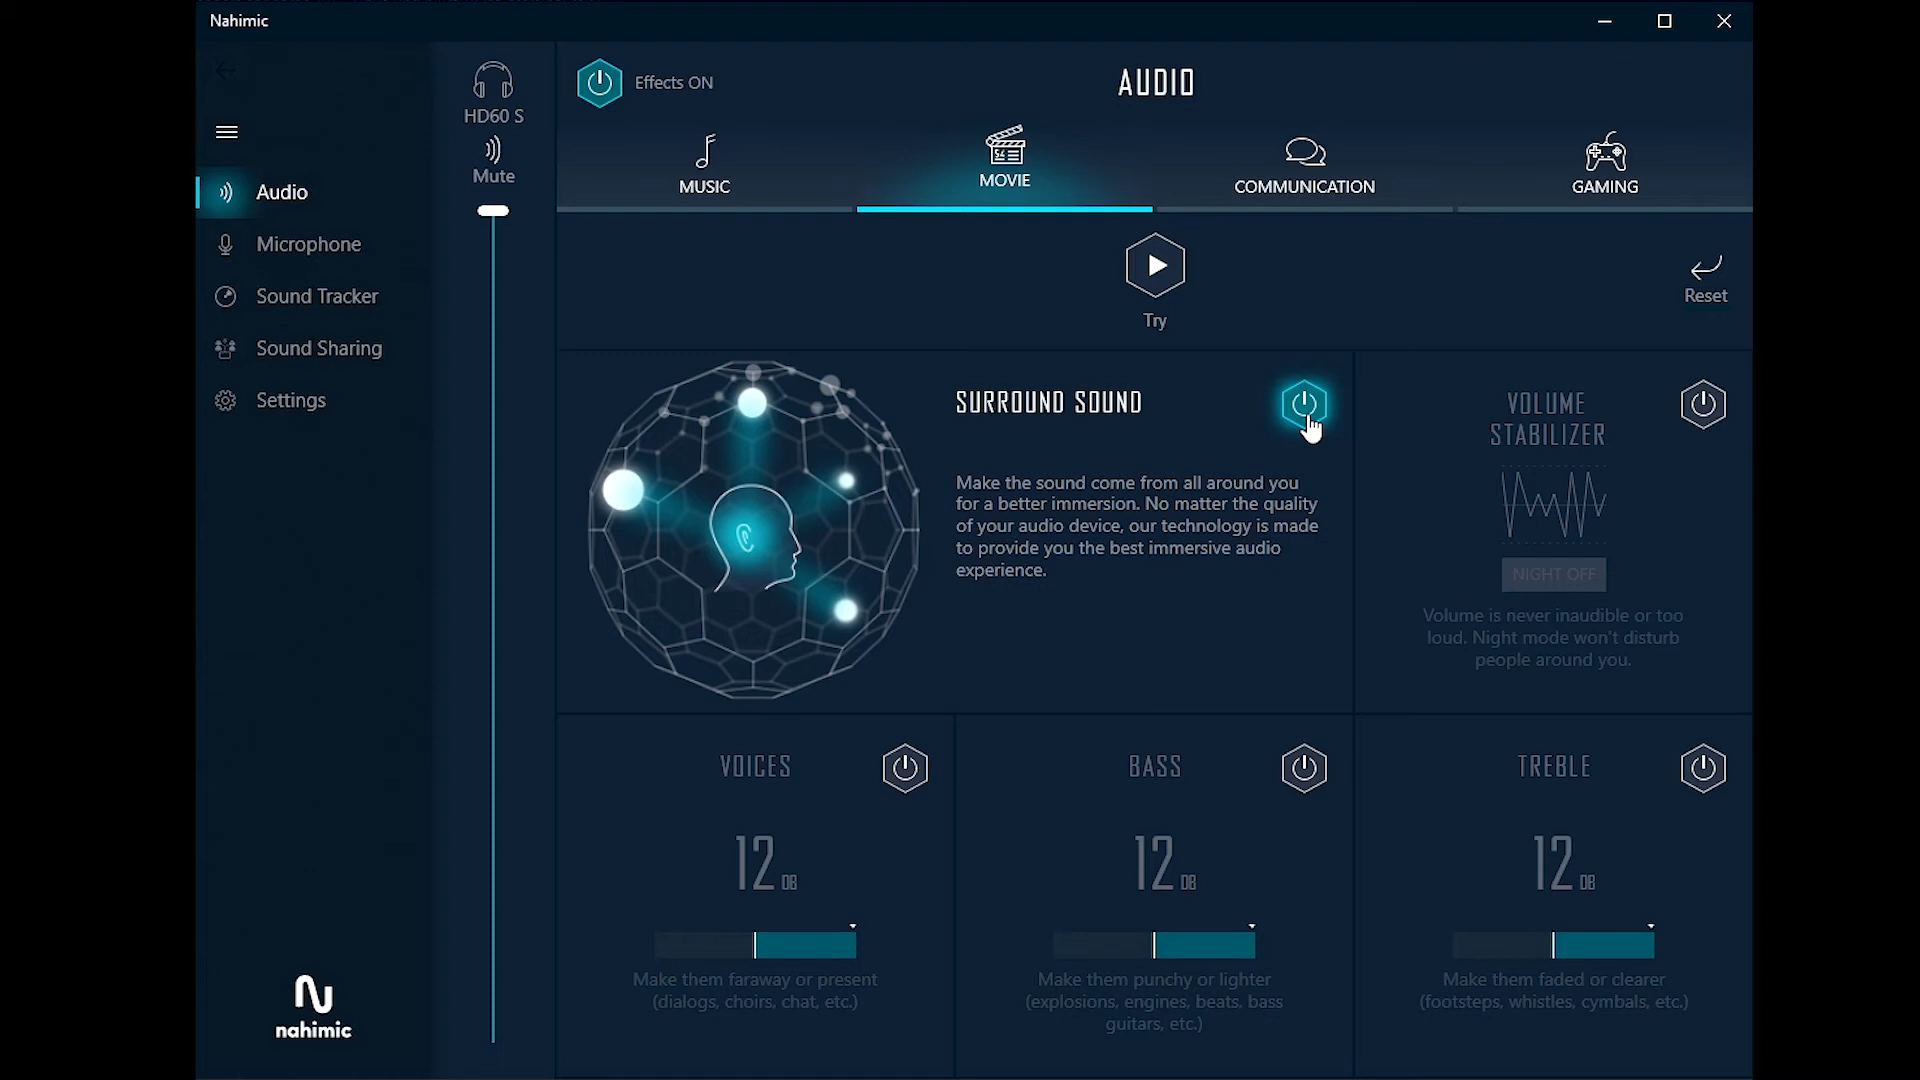 Nahimic
HD60 S
Mute
Effects ON
AUDIO
MUSIC
MOVIE
COMMUNICATION
GAMING
Audio
Microphone
Sound Tracker
Sound Sharing
Settings
Try
Reset
SURROUND SOUND
Make the sound come from all around you
for a better immersion. No matter the quality
of your audio device, our technology is made
to provide you the best immersive audio
experience.
VOLUME
STABILIZER
NIGHT OFF
Volume is never inaudible or too
loud. Night mode won't disturb
people around you.
VOICES
12 DB
Make them faraway or present
(dialogs, choirs, chat, etc.)
BASS
12 DB
Make them punchy or lighter
(explosions, engines, beats, bass
guitars, etc.)
TREBLE
12 DB
Make them faded or clearer
(footsteps, whistles, cymbals, etc.)
nahimic